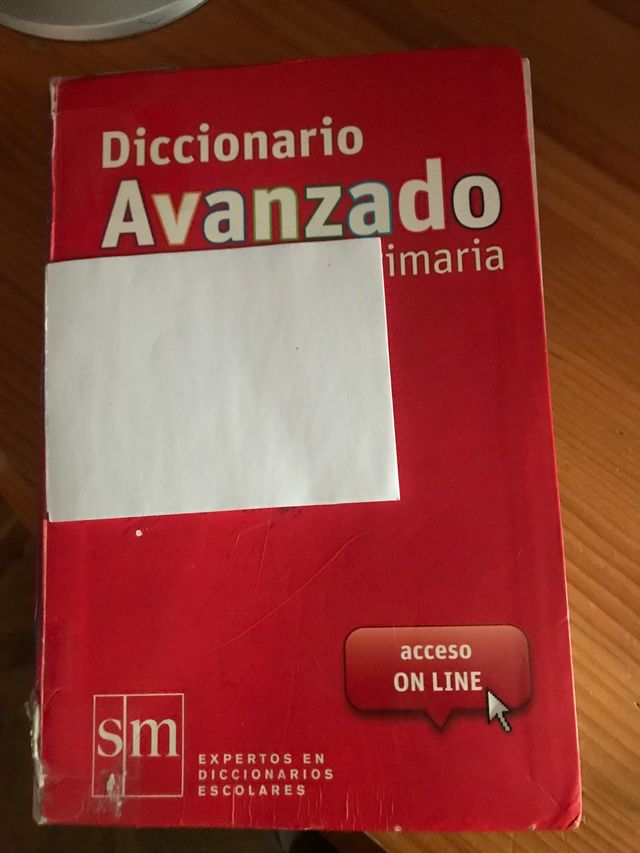 Diccionario
Avanzado
imaria
acceso
ON LINE
sm
EXPERTOS EN
DICCIONARIOS
ESCOLARES